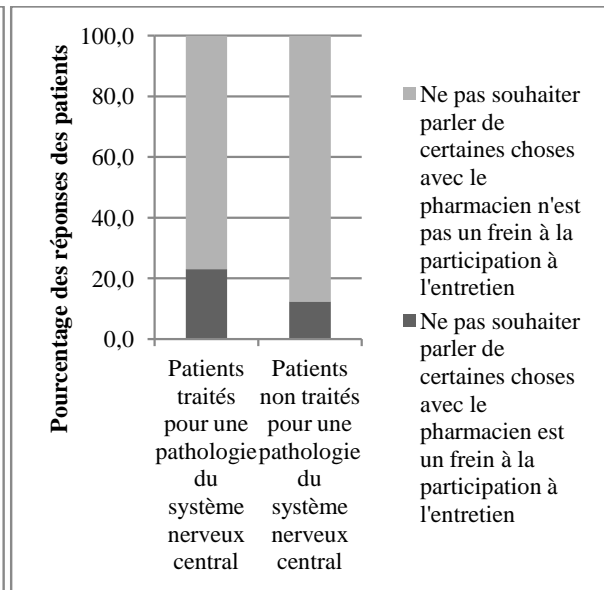 Pourcentage des réponses des patients
100,0
80,0
60,0
40,0
20,0
0,0
Patients
traités
pour une
pathologie
du
système
nerveux
central
Patients
non traités
pour une
pathologie
du
système
nerveux
central
Ne pas souhaiter
parler de
certaines choses
avec le
pharmacien n'est
pas un frein à la
participation à
l'entretien
Ne pas souhaiter
parler de
certaines choses
avec le
pharmacien est
un frein à la
participation à
l'entretien